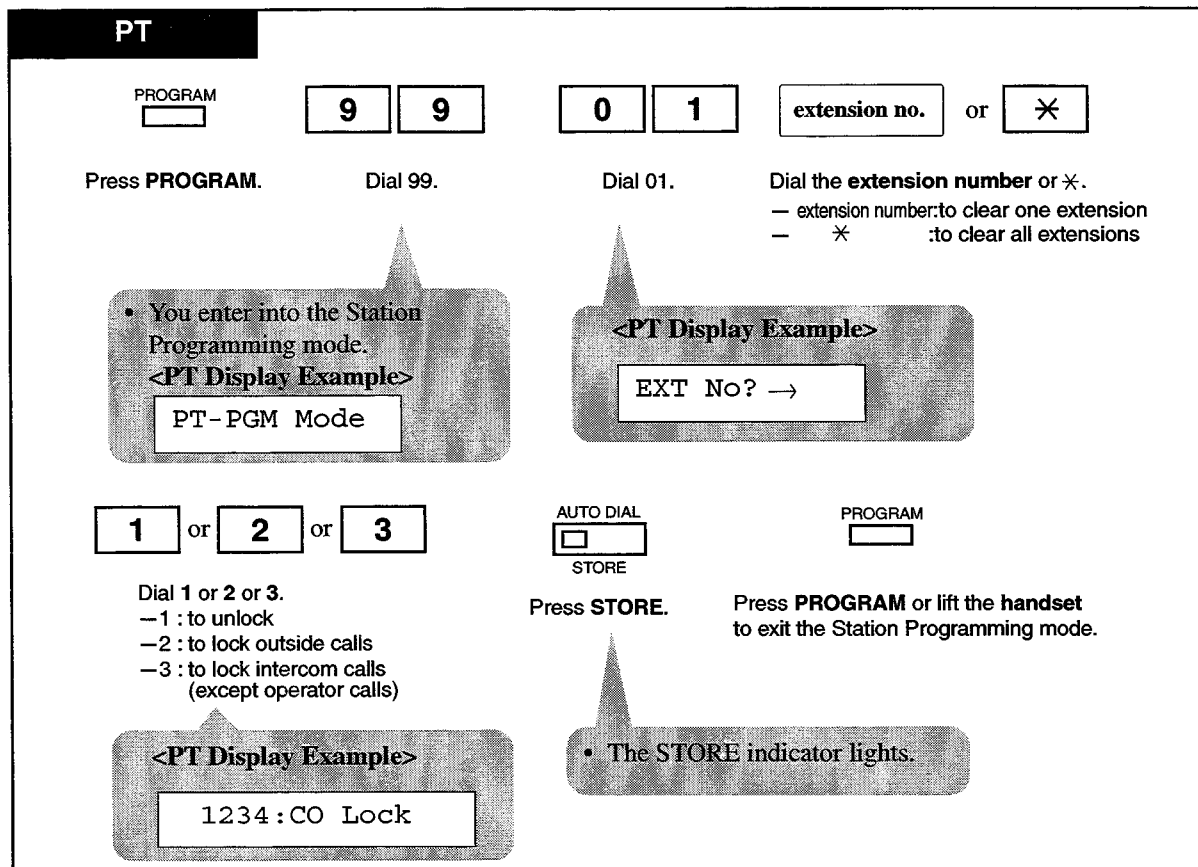 PT
PROGRAM
9 9
0 1
extension no. or ✳
Press PROGRAM.
Dial 99.
Dial 01.
Dial the extension number or ✳.
— extension number:to clear one extension
— ✳ :to clear all extensions
• You enter into the Station
Programming mode.
<PT Display Example>
PT-PGM Mode
<PT Display Example>
EXT No? →
1 or 2 or 3
Dial 1 or 2 or 3.
—1 : to unlock
—2 : to lock outside calls
—3 : to lock intercom calls
(except operator calls)
<PT Display Example>
1234:CO Lock
AUTO DIAL
STORE
Press STORE.
• The STORE indicator lights.
PROGRAM
Press PROGRAM or lift the handset
to exit the Station Programming mode.